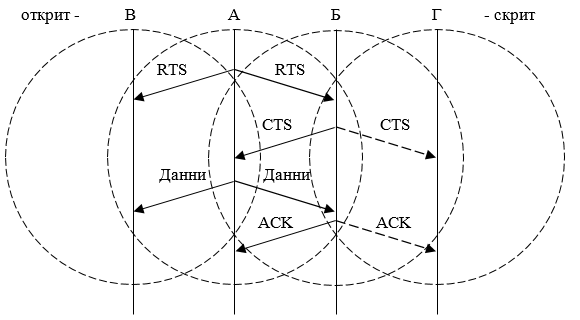 открит - В А Б Г - скрит
RTS RTS
CTS CTS
Данни Данни
ACK ACK